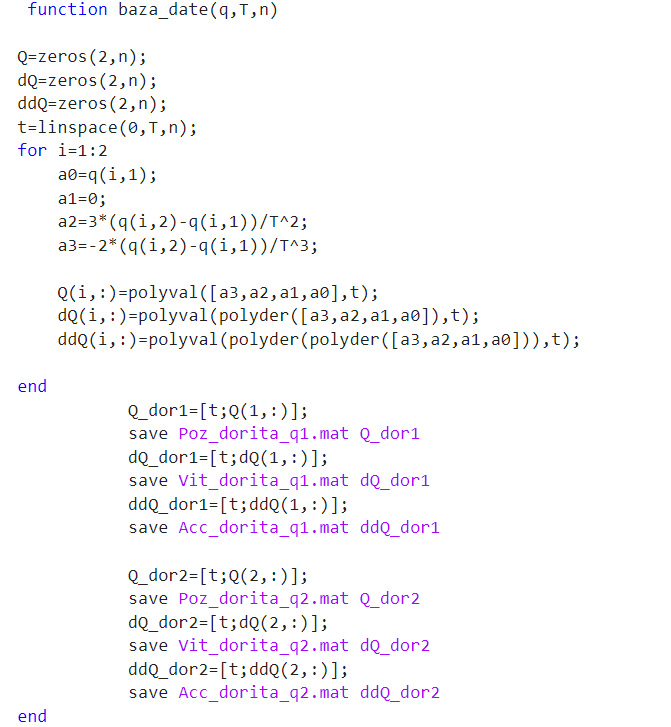 function baza_date(q,T,n)
Q=zeros(2,n);
dQ=zeros(2,n);
ddQ=zeros(2,n);
t=linspace(0,T,n);
for i=1:2
a0=q(i,1);
a1=0;
a2=3*(q(i,2)-q(i,1))/T^2;
a3=-2*(q(i,2)-q(i,1))/T^3;
Q(i,:)=polyval([a3,a2,a1,a0],t);
dQ(i,:)=polyval(polyder([a3,a2,a1,a0]),t);
ddQ(i,:)=polyval(polyder(polyder([a3,a2,a1,a0])),t);
end
Q_dor1=[t;Q(1,:)];
save Poz_dorita_q1.mat Q_dor1
dQ_dor1=[t;dQ(1,:)];
save Vit_dorita_q1.mat dQ_dor1
ddQ_dor1=[t;ddQ(1,:)];
save Acc_dorita_q1.mat ddQ_dor1
Q_dor2=[t;Q(2,:)];
save Poz_dorita_q2.mat Q_dor2
dQ_dor2=[t;dQ(2,:)];
save Vit_dorita_q2.mat dQ_dor2
ddQ_dor2=[t;ddQ(2,:)];
save Acc_dorita_q2.mat ddQ_dor2
end